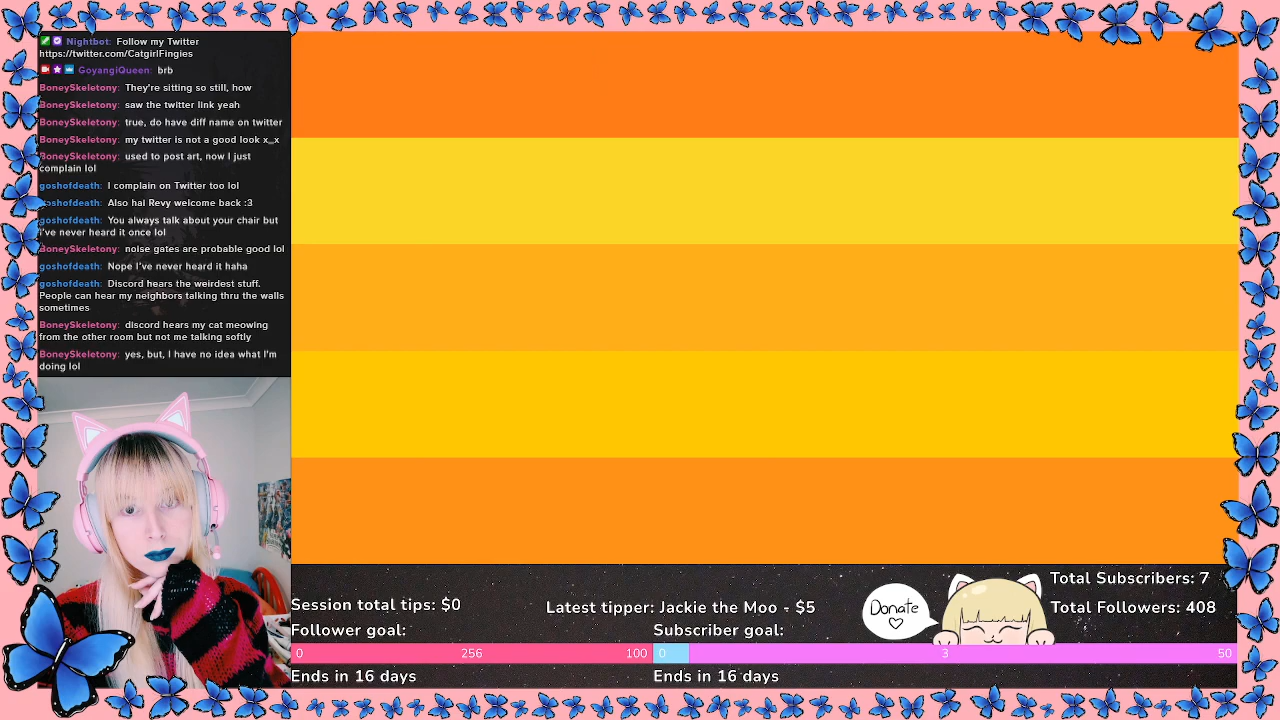 Nightbot: Follow my Twitter
https://twitter.com/CatgirlFingies
GoyangiQueen: brb
BoneySkeletony: They're sitting so still, how
BoneySkeletony: saw the twitter link yeah
BoneySkeletony: true, do have diff name on twitter
BoneySkeletony: my twitter is not a good look x_x
BoneySkeletony: used to post art, now I just
complain lol
goshofdeath: I complain on Twitter too lol
goshofdeath: Also hai Revy welcome back :3
goshofdeath: You always talk about your chair but
I've never heard it once lol
BoneySkeletony: noise gates are probable good lol
goshofdeath: Nope I've never heard it haha
goshofdeath: Discord hears the weirdest stuff.
People can hear my neighbors talking thru the walls
sometimes
BoneySkeletony: discord hears my cat meowing
from the other room but not me talking softly
BoneySkeletony: yes, but, I have no idea what I'm
doing lol
Session total tips: $0
Latest tipper: Jackie the Moo - $5
Donate
Total Subscribers: 7
Total Followers: 408
Follower goal:
Subscriber goal:
0 256 100
0 3 50
Ends in 16 days
Ends in 16 days